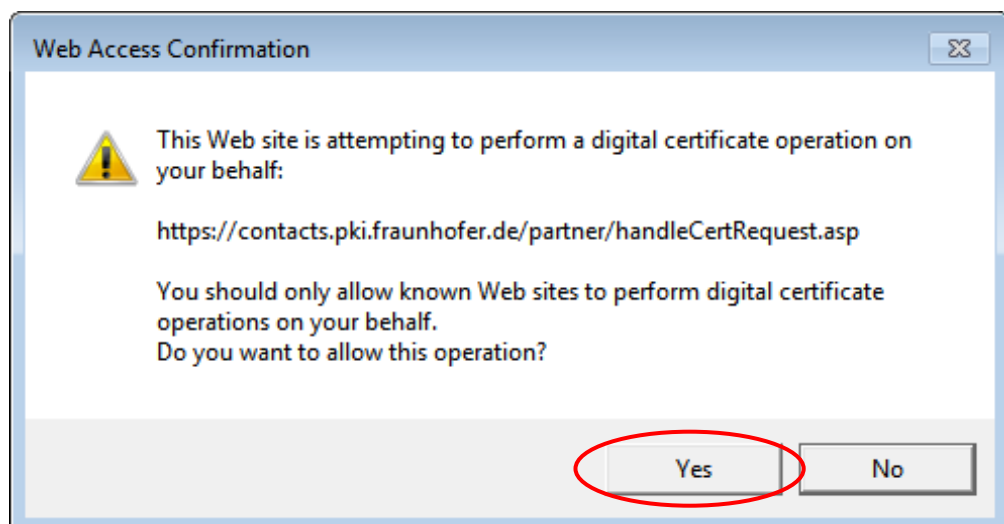 Web Access Confirmation
This Web site is attempting to perform a digital certificate operation on
your behalf:
https://contacts.pki.fraunhofer.de/partner/handleCertRequest.asp
You should only allow known Web sites to perform digital certificate
operations on your behalf.
Do you want to allow this operation?
Yes
No